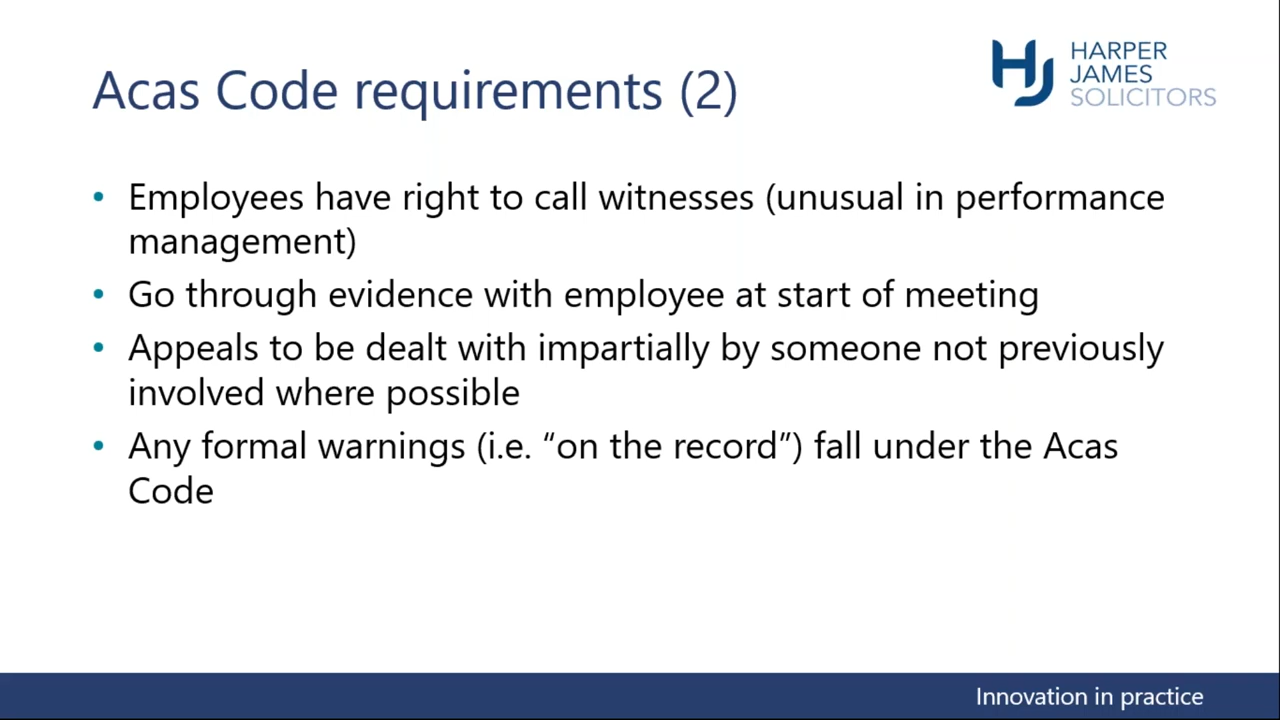 Acas Code requirements (2)
HARPER
JAMES
SOLICITORS
• Employees have right to call witnesses (unusual in performance
management)
• Go through evidence with employee at start of meeting
• Appeals to be dealt with impartially by someone not previously
involved where possible
• Any formal warnings (i.e. “on the record”) fall under the Acas
Code
Innovation in practice